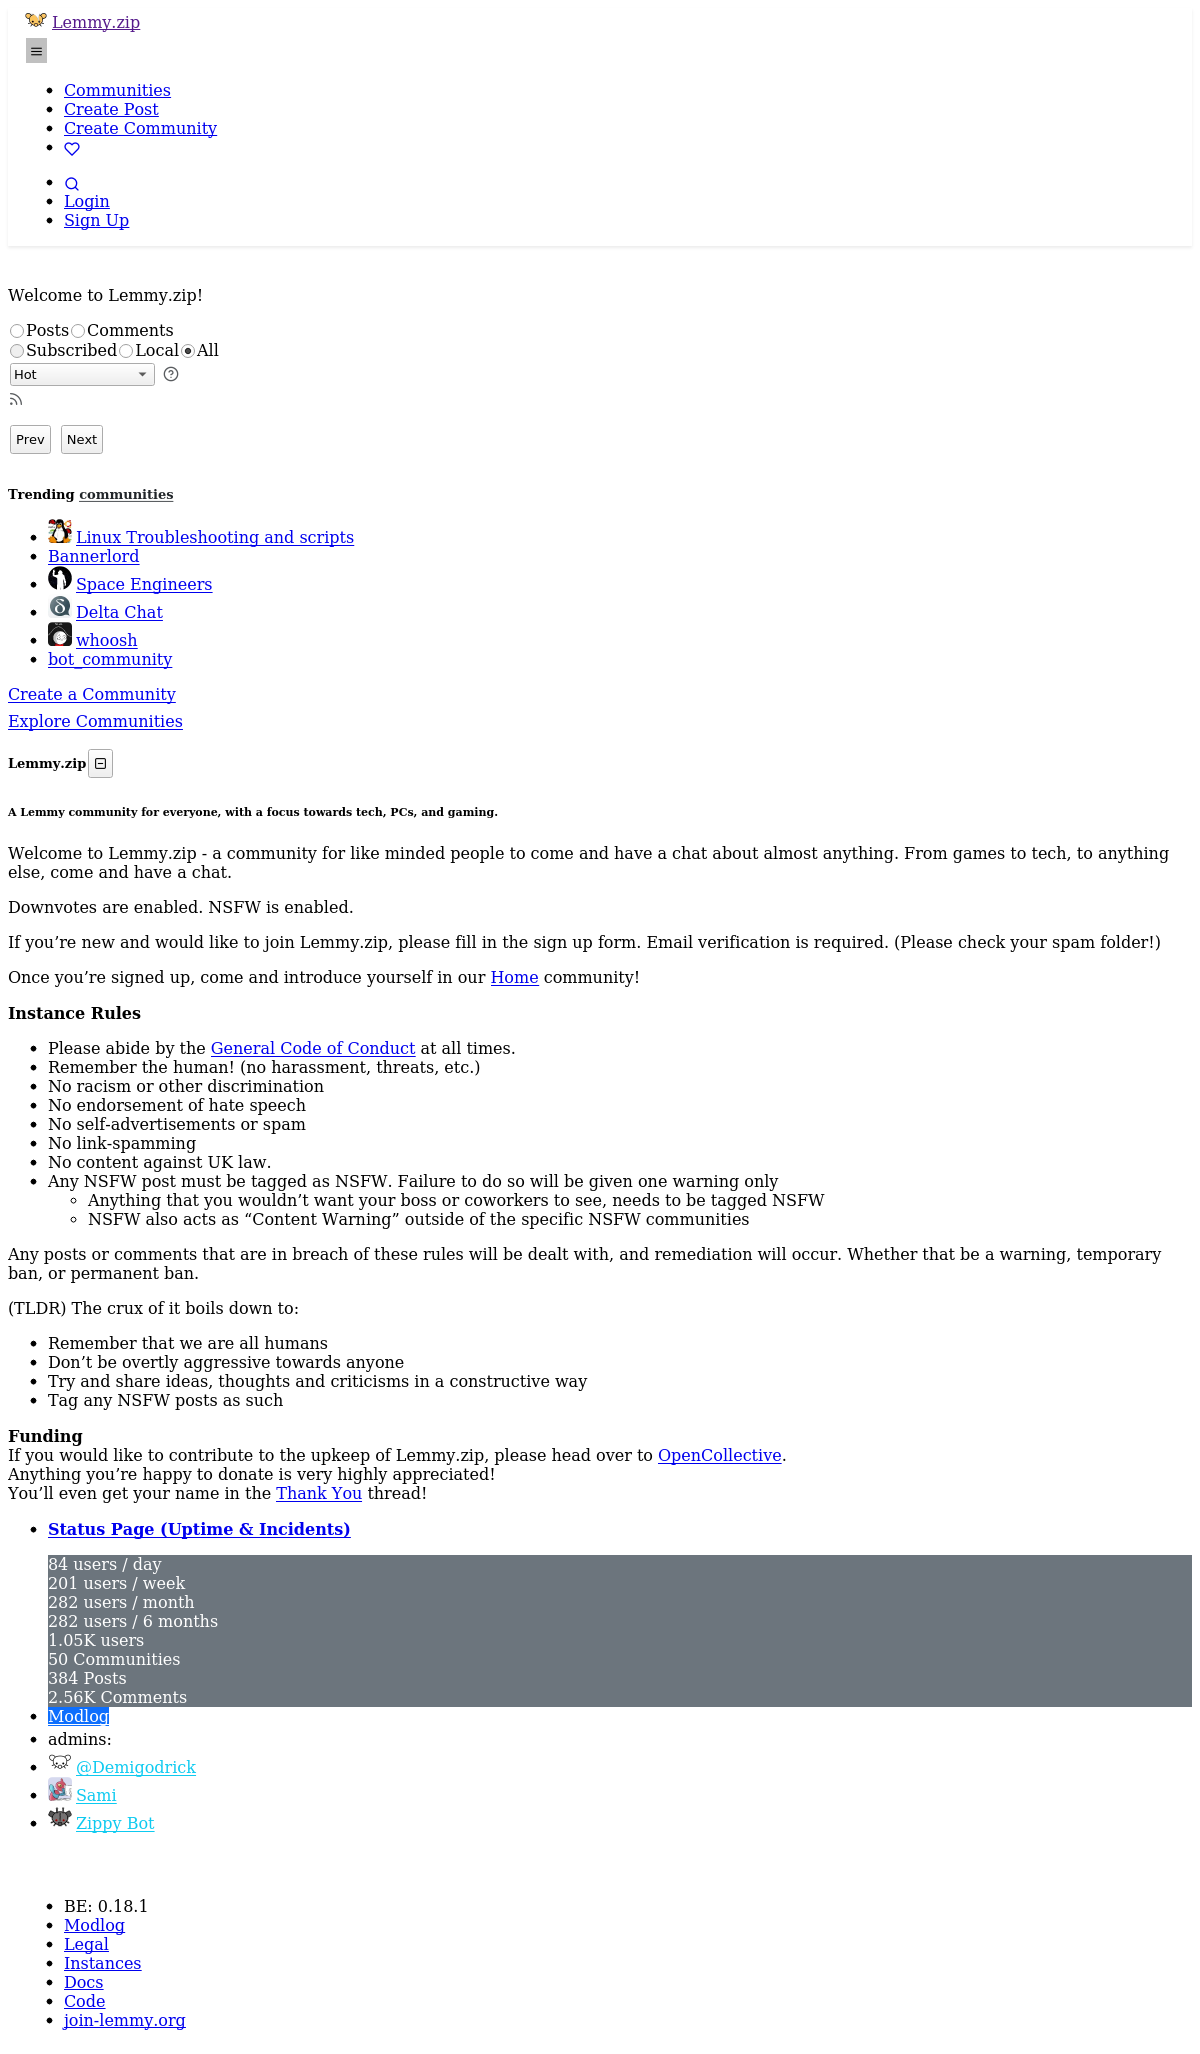 Lemmy.zip
Communities
Create Post
Create Community
Login
Sign Up
Welcome to Lemmy.zip!
Posts Comments
Subscribed Local All
Hot
Prev Next
Trending communities
Linux Troubleshooting and scripts
Bannerlord
Space Engineers
Delta Chat
whoosh
bot_community
Create a Community
Explore Communities
Lemmy.zip
A Lemmy community for everyone, with a focus towards tech, PCs, and gaming.
Welcome to Lemmy.zip - a community for like minded people to come and have a chat about almost anything. From games to tech, to anything
else, come and have a chat.
Downvotes are enabled. NSFW is enabled.
If you’re new and would like to join Lemmy.zip, please fill in the sign up form. Email verification is required. (Please check your spam folder!)
Once you’re signed up, come and introduce yourself in our Home community!
Instance Rules
Please abide by the General Code of Conduct at all times.
Remember the human! (no harassment, threats, etc.)
No racism or other discrimination
No endorsement of hate speech
No self-advertisements or spam
No link-spamming
No content against UK law.
Any NSFW post must be tagged as NSFW. Failure to do so will be given one warning only
Anything that you wouldn’t want your boss or coworkers to see, needs to be tagged NSFW
NSFW also acts as “Content Warning” outside of the specific NSFW communities
Any posts or comments that are in breach of these rules will be dealt with, and remediation will occur. Whether that be a warning, temporary
ban, or permanent ban.
(TLDR) The crux of it boils down to:
Remember that we are all humans
Don’t be overtly aggressive towards anyone
Try and share ideas, thoughts and criticisms in a constructive way
Tag any NSFW posts as such
Funding
If you would like to contribute to the upkeep of Lemmy.zip, please head over to OpenCollective.
Anything you’re happy to donate is very highly appreciated!
You’ll even get your name in the Thank You thread!
Status Page (Uptime & Incidents)
84 users / day
201 users / week
282 users / month
282 users / 6 months
1.05K users
50 Communities
384 Posts
2.56K Comments
Modlog
admins:
@Demigodrick
Sami
Zippy Bot
BE: 0.18.1
Modlog
Legal
Instances
Docs
Code
join-lemmy.org